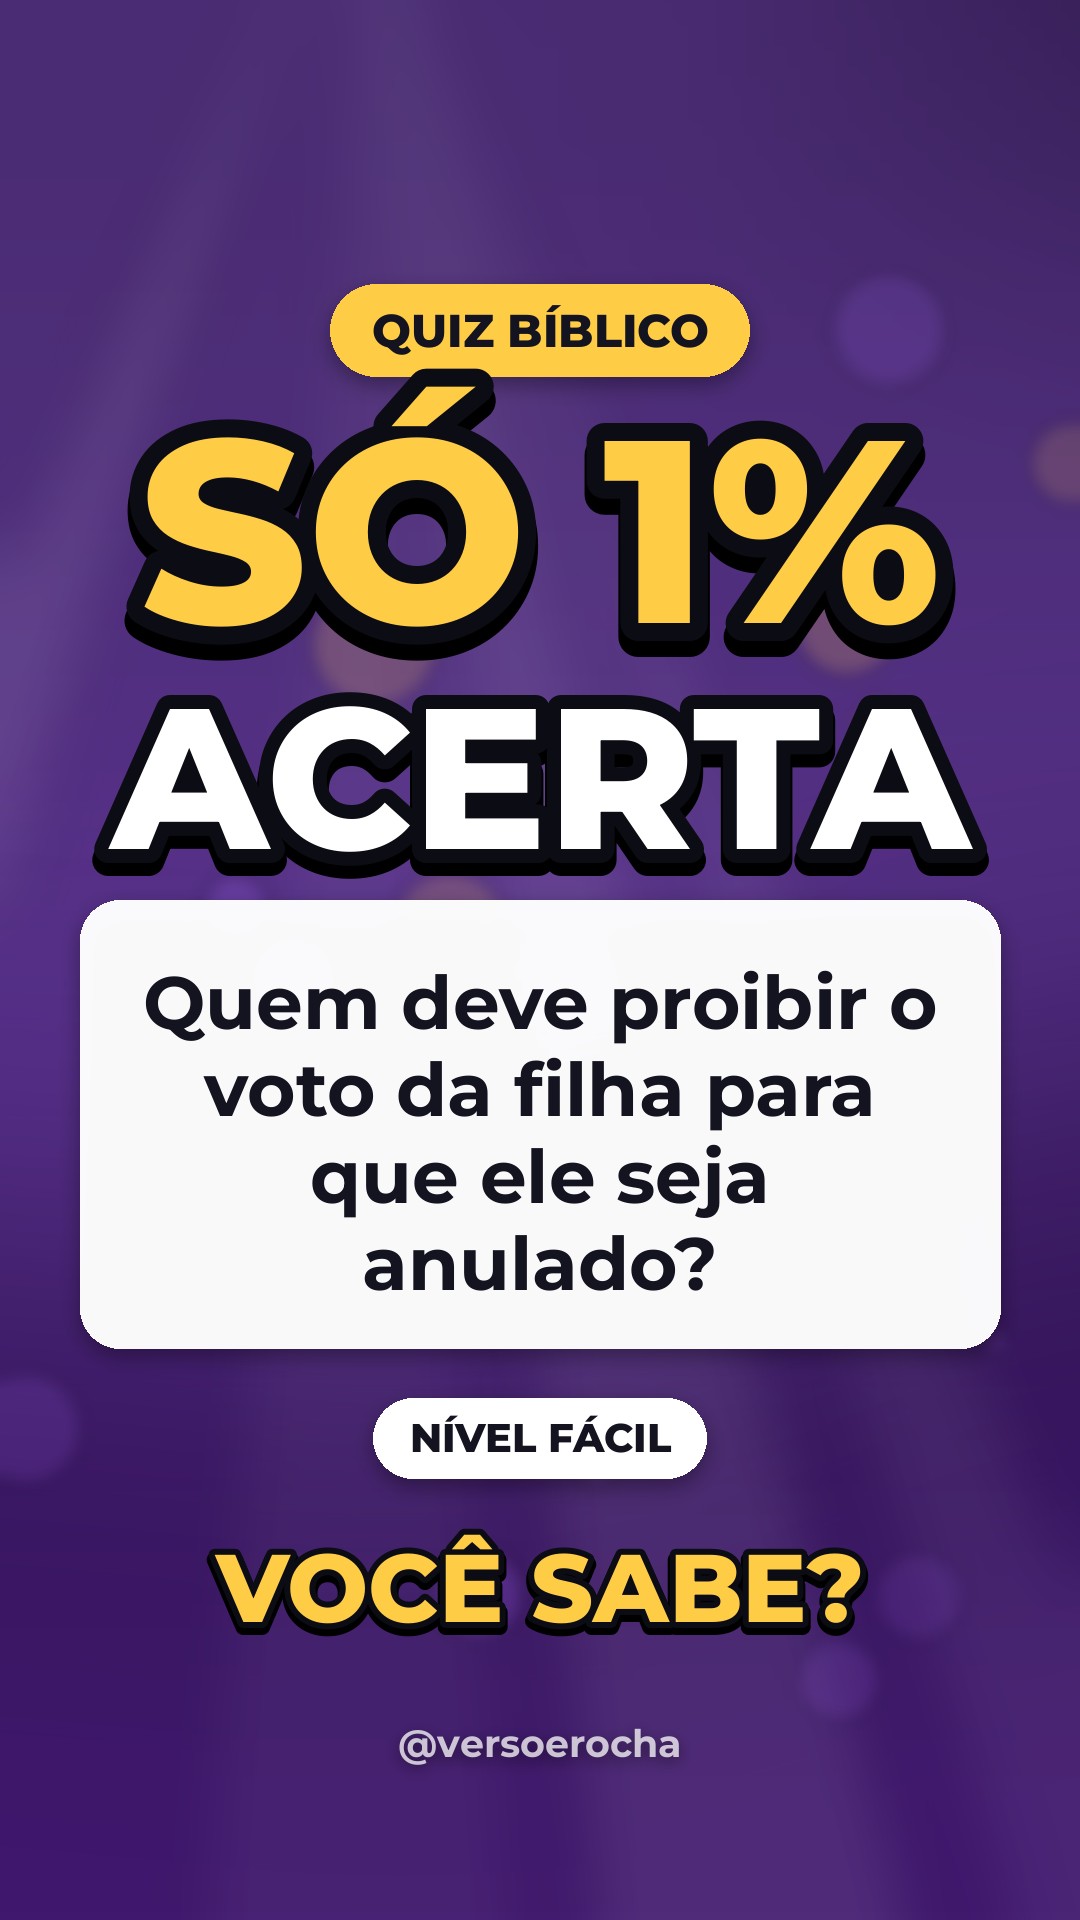 QUIZ BÍBLICO
SÓ 1%
ACERTA
Quem deve proibir o
voto da filha para
que ele seja
anulado?
NÍVEL FÁCIL
VOCÊ SABE?
@versoerocha